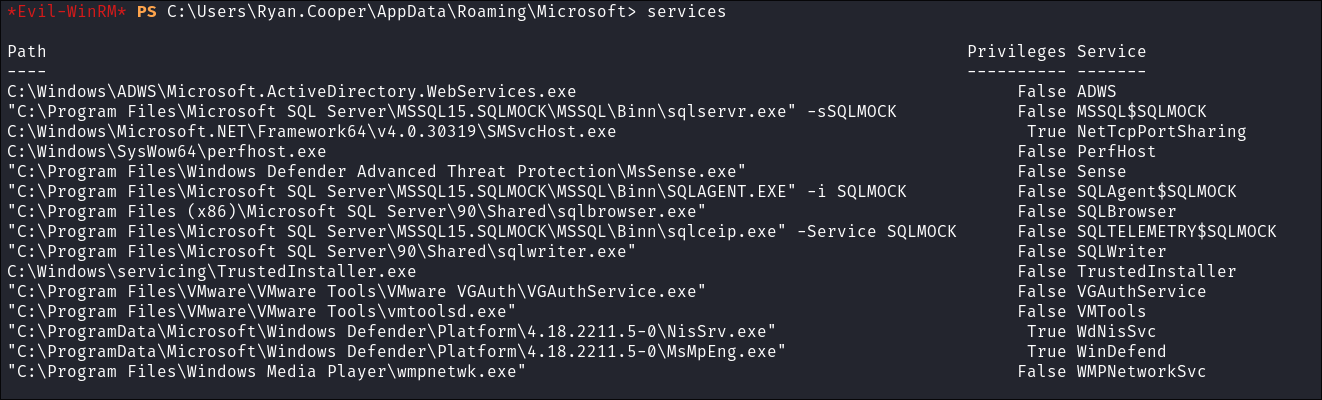 *Evil-WinRM* PS C:\Users\Ryan.Cooper\AppData\Roaming\Microsoft> services
Path Privileges Service
---- ---------- -------
C:\Windows\ADWS\Microsoft.ActiveDirectory.WebServices.exe False ADWS
"C:\Program Files\Microsoft SQL Server\MSSQL15.SQLMOCK\MSSQL\Binn\sqlservr.exe" -sSQLMOCK False MSSQL$SQLMOCK
C:\Windows\Microsoft.NET\Framework64\v4.0.30319\SMSvcHost.exe True NetTcpPortSharing
C:\Windows\SysWow64\perfhost.exe False PerfHost
"C:\Program Files\Windows Defender Advanced Threat Protection\MsSense.exe" False Sense
"C:\Program Files\Microsoft SQL Server\MSSQL15.SQLMOCK\MSSQL\Binn\SQLAGENT.EXE" -i SQLMOCK False SQLAgent$SQLMOCK
"C:\Program Files (x86)\Microsoft SQL Server\90\Shared\sqlbrowser.exe" False SQLBrowser
"C:\Program Files\Microsoft SQL Server\MSSQL15.SQLMOCK\MSSQL\Binn\sqlceip.exe" -Service SQLMOCK False SQLTELEMETRY$SQLMOCK
"C:\Program Files\Microsoft SQL Server\90\Shared\sqlwriter.exe" False SQLWriter
C:\Windows\servicing\TrustedInstaller.exe False TrustedInstaller
"C:\Program Files\VMware\VMware Tools\VMware VGAuth\VGAuthService.exe" False VGAuthService
"C:\Program Files\VMware\VMware Tools\vmtoolsd.exe" False VMTools
"C:\ProgramData\Microsoft\Windows Defender\Platform\4.18.2211.5-0\NisSrv.exe" True WdNisSvc
"C:\ProgramData\Microsoft\Windows Defender\Platform\4.18.2211.5-0\MsMpEng.exe" True WinDefend
"C:\Program Files\Windows Media Player\wmpnetwk.exe" False WMPNetworkSvc